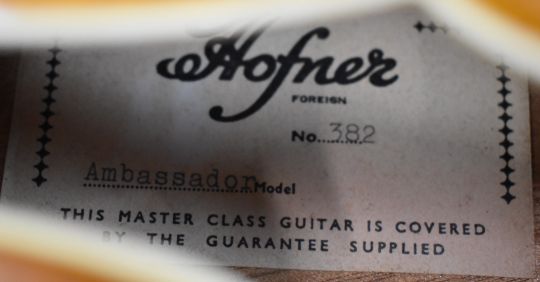 Hofner
FOREIGN
No. 382
Ambassador Model
THIS MASTER CLASS GUITAR IS COVERED
BY THE GUARANTEE SUPPLIED